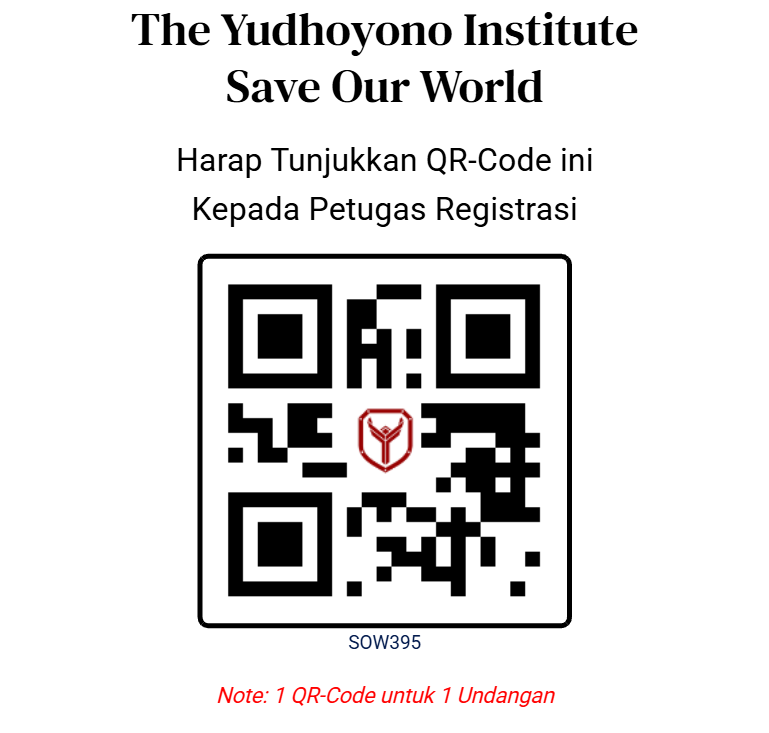 The Yudhoyono Institute
Save Our World
Harap Tunjukkan QR-Code ini
Kepada Petugas Registrasi
SOW395
Note: 1 QR-Code untuk 1 Undangan